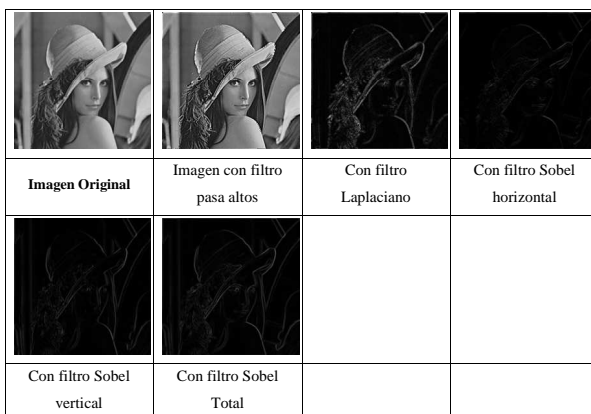 Imagen Original
Imagen con filtro
pasa altos
Con filtro
Laplaciano
Con filtro Sobel
horizontal
Con filtro Sobel
vertical
Con filtro Sobel
Total